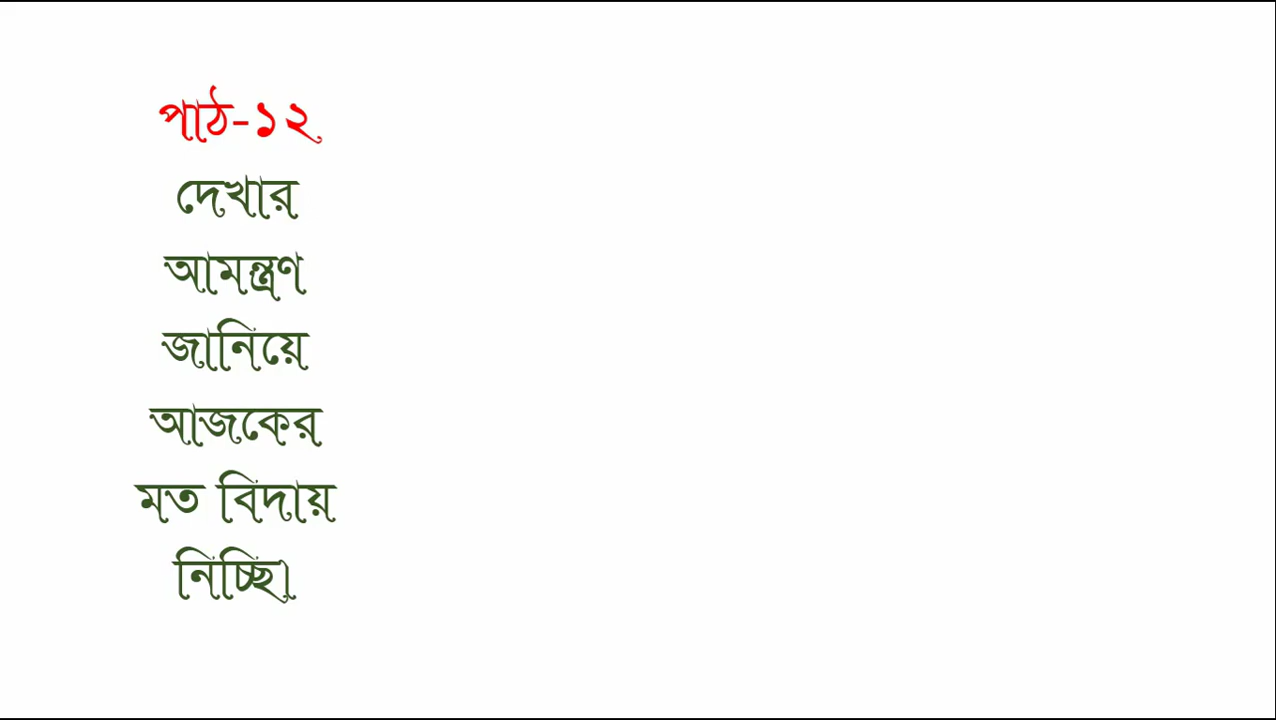 পাঠ-১২
দেখার
আমন্ত্রণ
জানিয়ে
আজকের
মত বিদায়
নিচ্ছি।